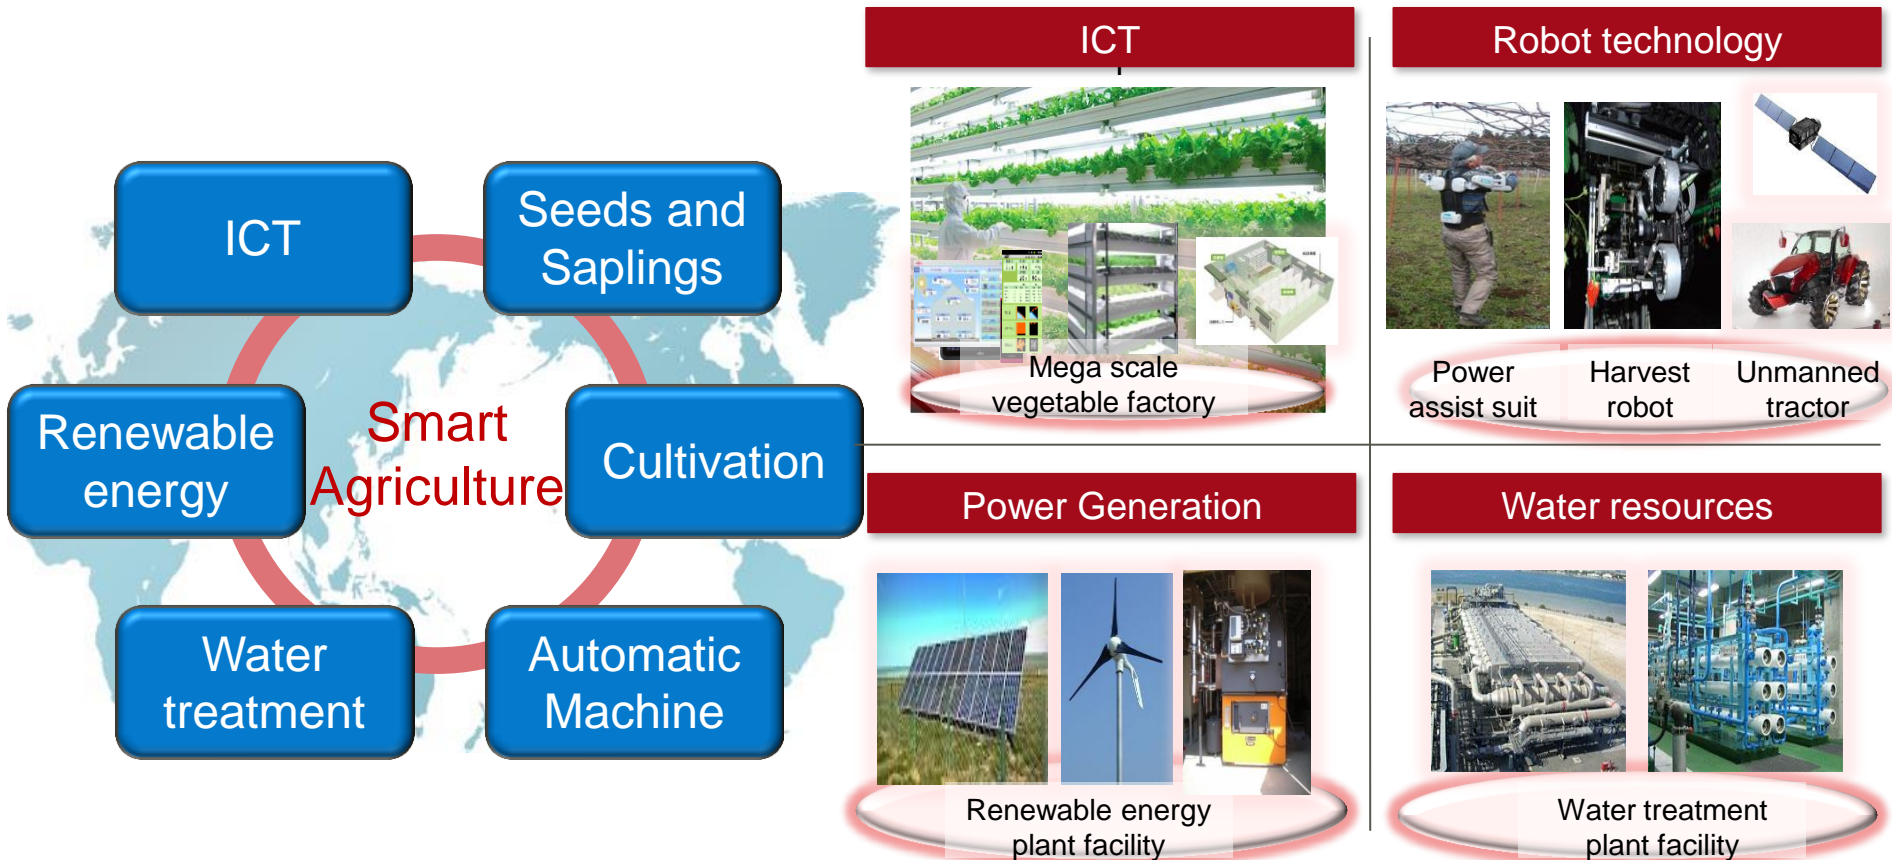 ICT
Seeds and
Saplings
Renewable
energy
Smart
Agriculture
Cultivation
Water
treatment
Automatic
Machine
ICT
Mega scale
vegetable factory
Robot technology
Power
assist suit
Harvest
robot
Unmanned
tractor
Power Generation
Renewable energy
plant facility
Water resources
Water treatment
plant facility